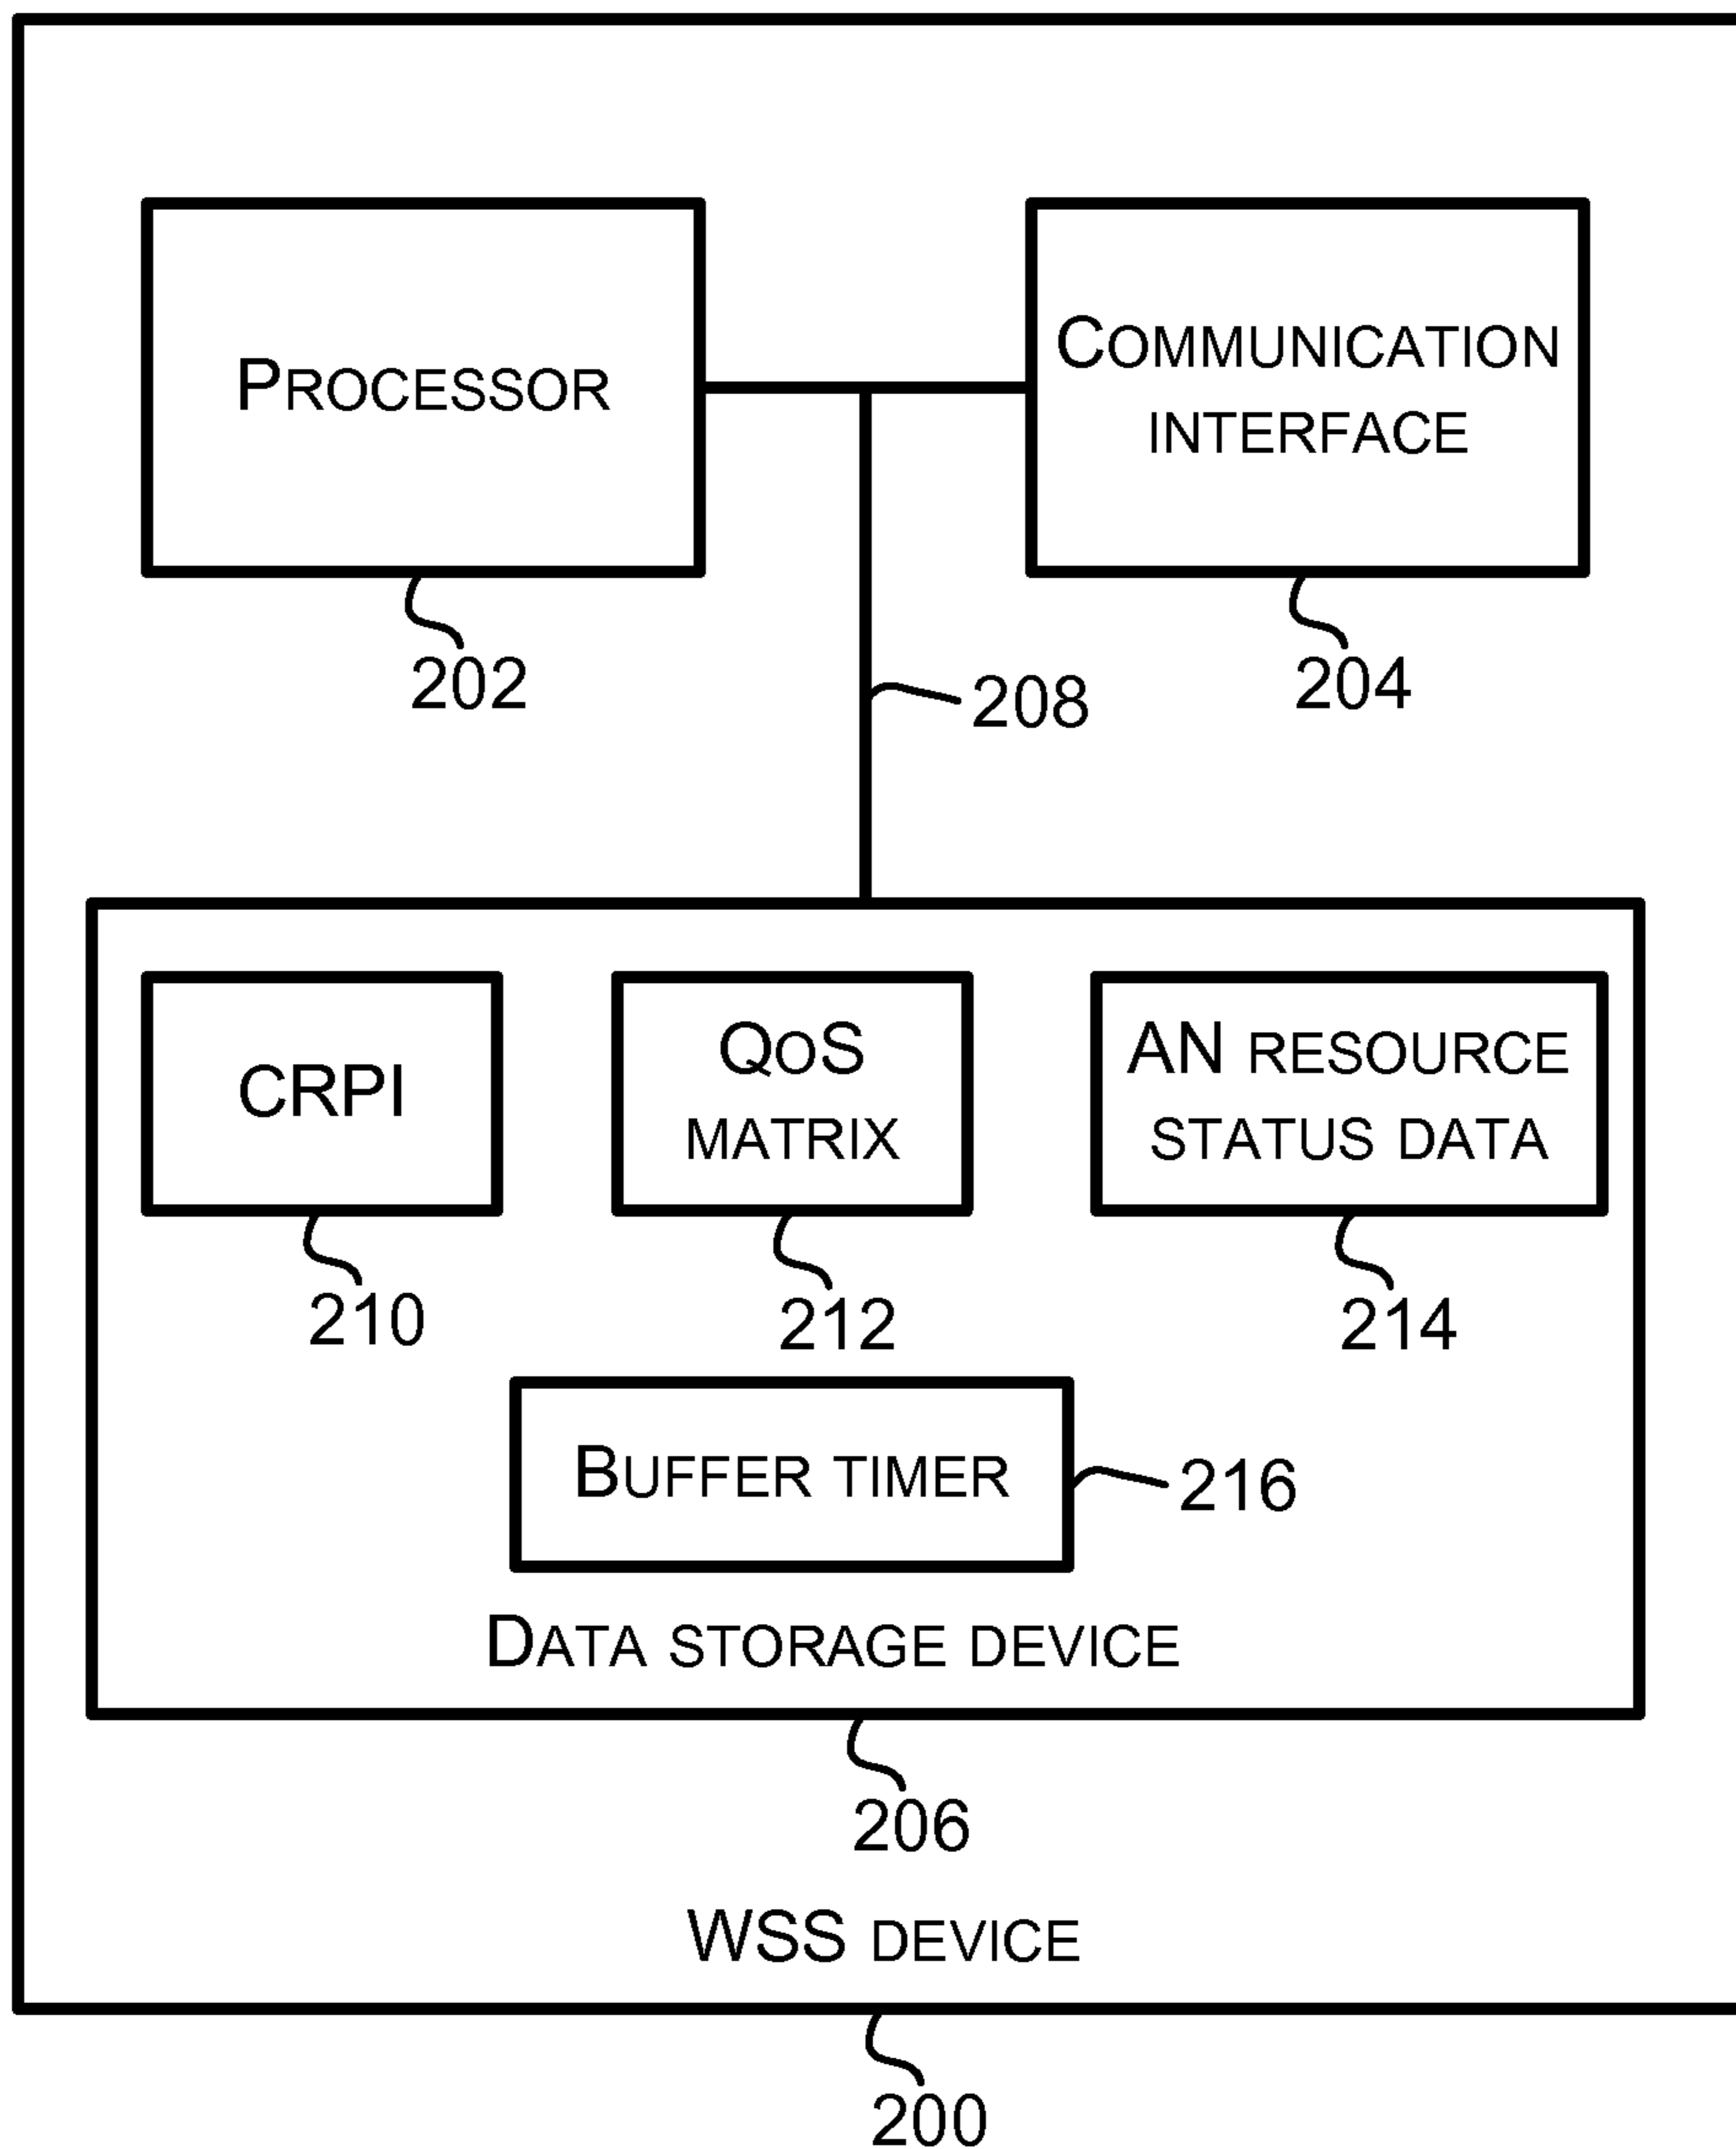 PROCESSOR
COMMUNICATION
INTERFACE
202
208
204
CRPI
QOS
MATRIX
AN RESOURCE
STATUS DATA
210
212
214
BUFFER TIMER
216
DATA STORAGE DEVICE
206
WSS DEVICE
200